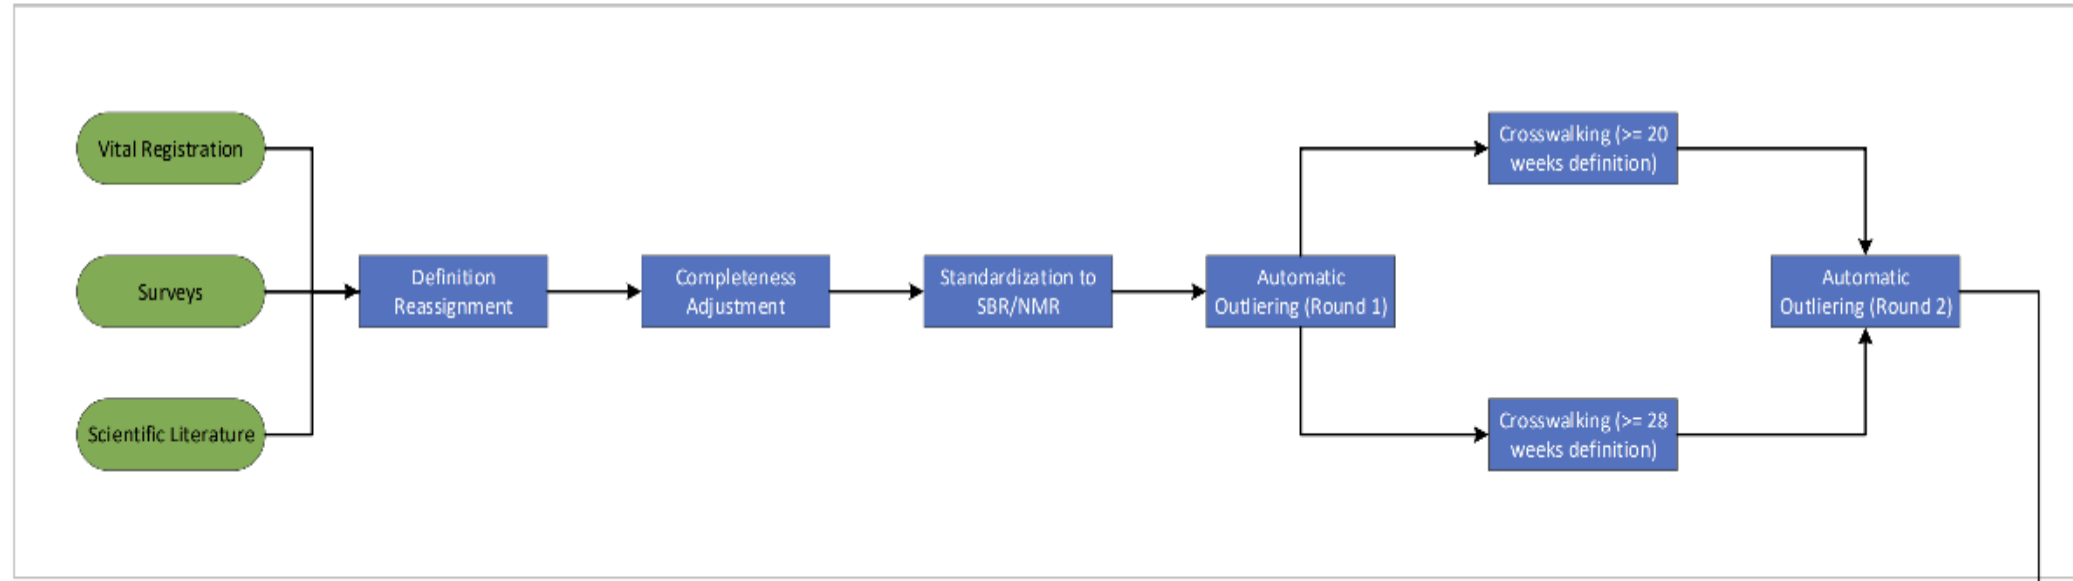 Vital Registration
Surveys
Scientific Literature
Definition
Reassignment
Completeness
Adjustment
Standardization to
SBR/NMR
Automatic
Outliering (Round 1)
Crosswalking (>= 20
weeks definition)
Crosswalking (>= 28
weeks definition)
Automatic
Outliering (Round 2)